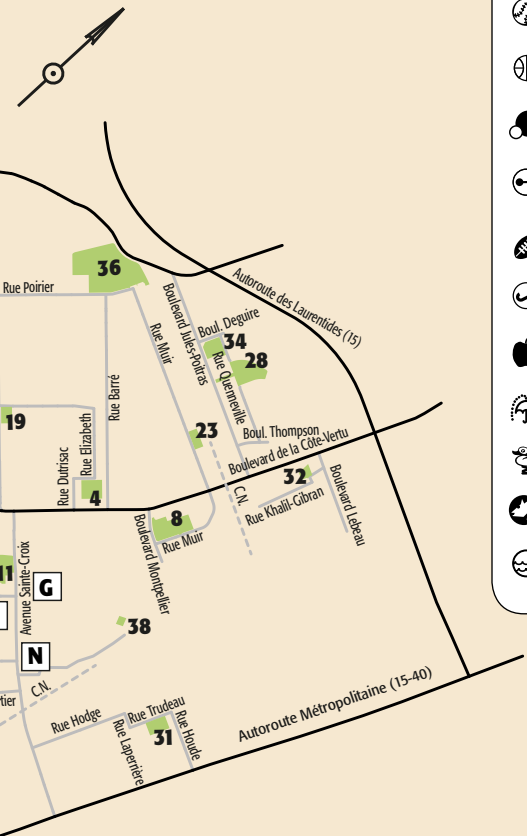 36
Rue Poirier
Autoroute des Laurentides (15)
Boulevard Jules-Poitras
Boul. Deguire
34
Rue Muir
28
Rue Quenneville
Rue Barré
19
Rue Elizabeth
23
Boul. Thompson
Boulevard de la Côte-Vertu
Rue Dutrisac
32
4
C.N.
Rue Khalil-Gibran
Boulevard Lebeau
8
Rue Muir
Boulevard Montpellier
11
Avenue Sainte-Croix
G
38
N
C.N.
tier
Autoroute Métropolitaine (15-40)
Rue Hodge
Rue Trudeau
Rue Laperrière
31
Rue Houde